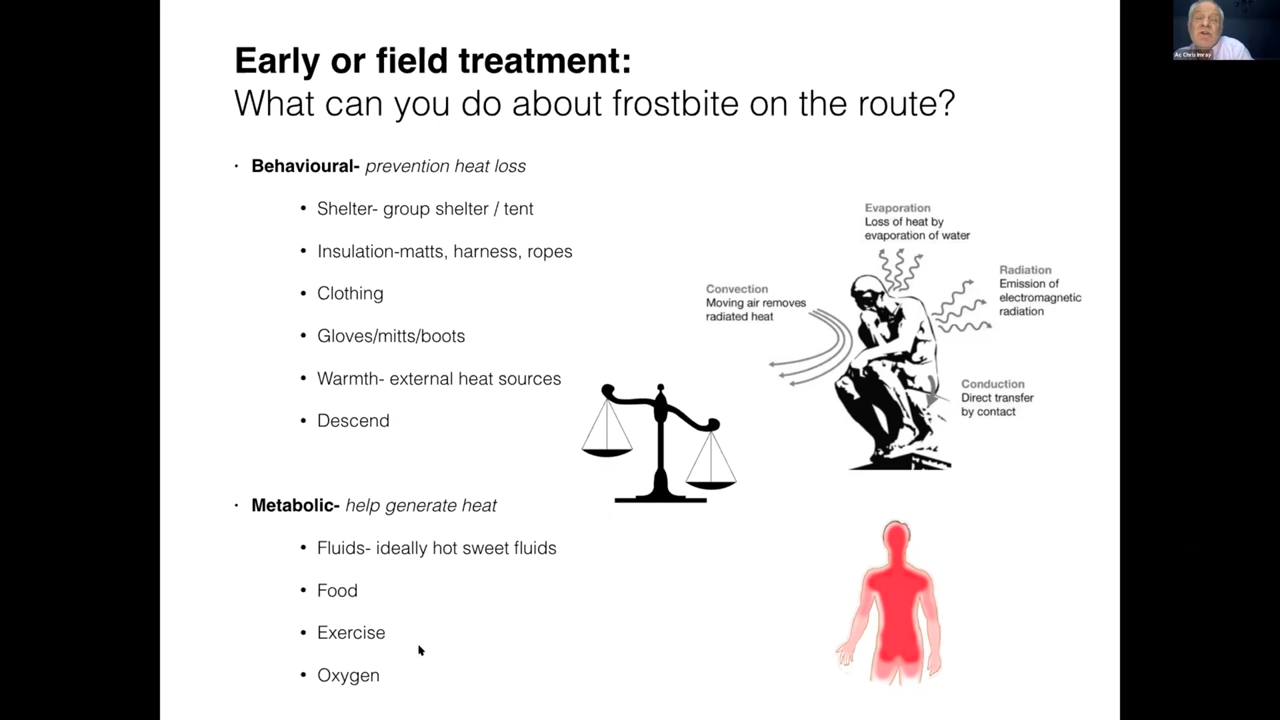 Early or field treatment:
What can you do about frostbite on the route?
· Behavioural- prevention heat loss
• Shelter- group shelter / tent
• Insulation-matts, harness, ropes
• Clothing
• Gloves/mitts/boots
• Warmth- external heat sources
• Descend
· Metabolic- help generate heat
• Fluids- ideally hot sweet fluids
• Food
• Exercise
• Oxygen
Evaporation
Loss of heat by
evaporation of water
Radiation
Emission of
electromagnetic
radiation
Convection
Moving air removes
radiated heat
Conduction
Direct transfer
by contact
Ac Chris Imray